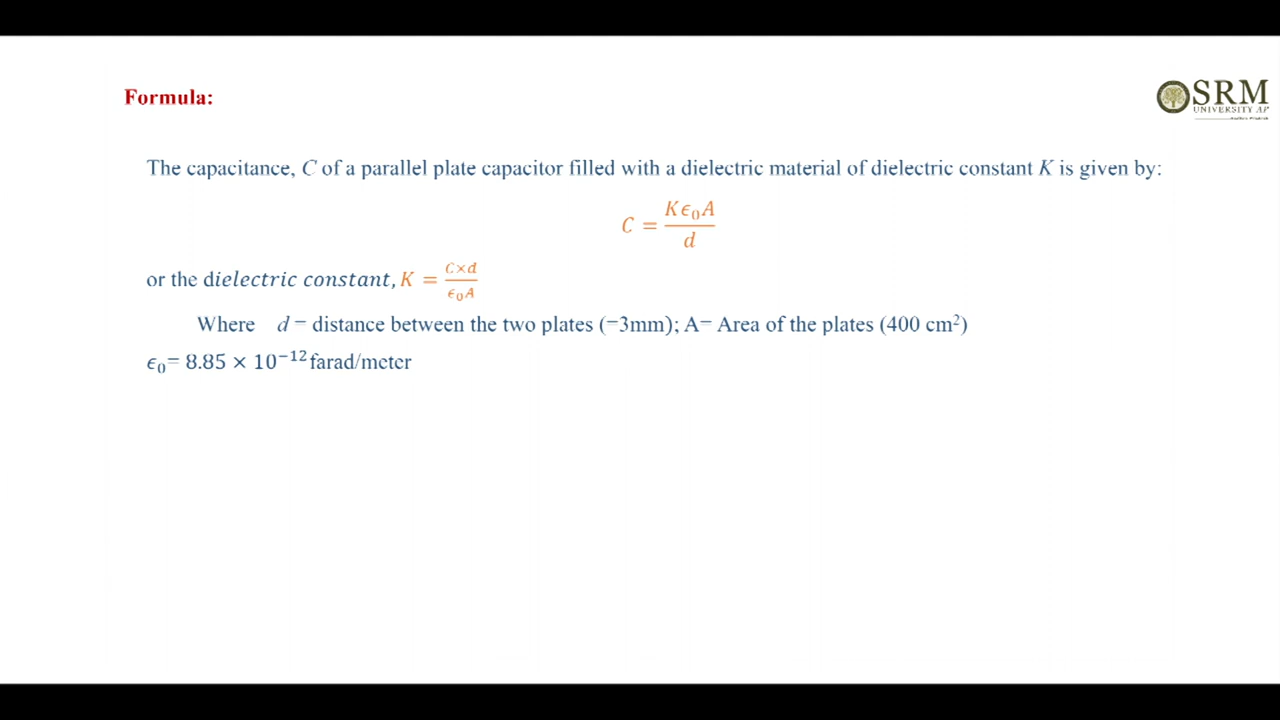 Formula:
SRM
UNIVERSITY AP
The capacitance, C of a parallel plate capacitor filled with a dielectric material of dielectric constant K is given by:
C = Kϵ₀A / d
or the dielectric constant, K = C×d / ϵ₀A
Where d = distance between the two plates (=3mm); A= Area of the plates (400 cm²)
ϵ₀= 8.85 × 10⁻¹² farad/meter